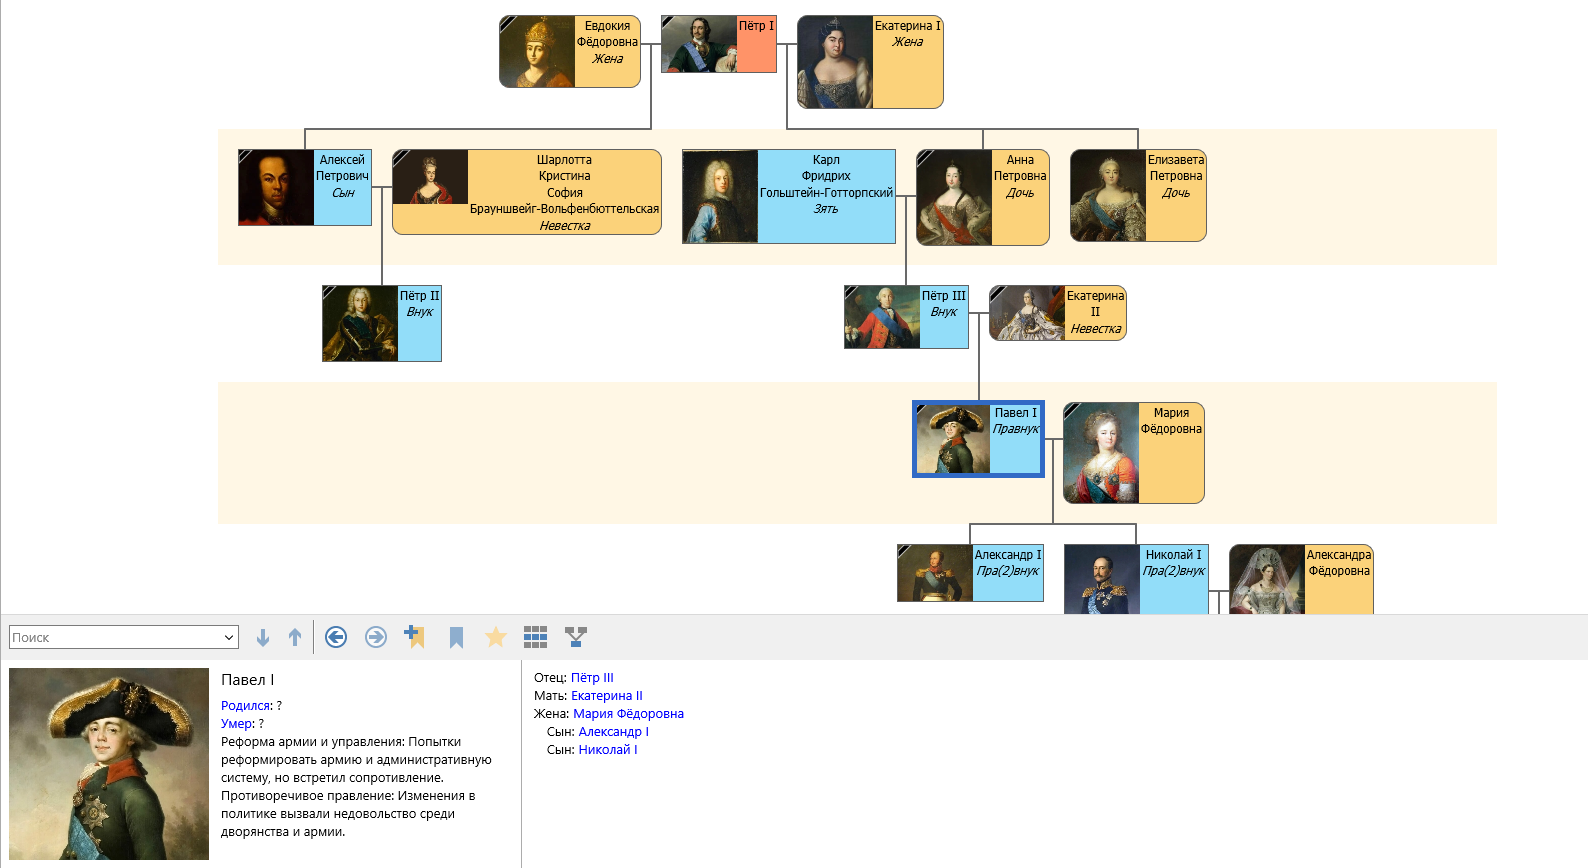 Евдокия
Фёдоровна
Жена
Пётр I
Екатерина I
Жена
Алексей
Петрович
Сын
Шарлотта
Кристина
София
Брауншвейг-Вольфенбюттельская
Невестка
Карл
Фридрих
Гольштейн-Готторпский
Зять
Анна
Петровна
Дочь
Елизавета
Петровна
Дочь
Пётр II
Внук
Пётр III
Внук
Екатерина
II
Невестка
Павел I
Правнук
Мария
Фёдоровна
Александр I
Пра(2)внук
Николай I
Пра(2)внук
Александра
Фёдоровна
Поиск
Павел I
Родился: ?
Умер: ?
Реформа армии и управления: Попытки
реформировать армию и административную
систему, но встретил сопротивление.
Противоречивое правление: Изменения в
политике вызвали недовольство среди
дворянства и армии.
Отец: Пётр III
Мать: Екатерина II
Жена: Мария Фёдоровна
Сын: Александр I
Сын: Николай I